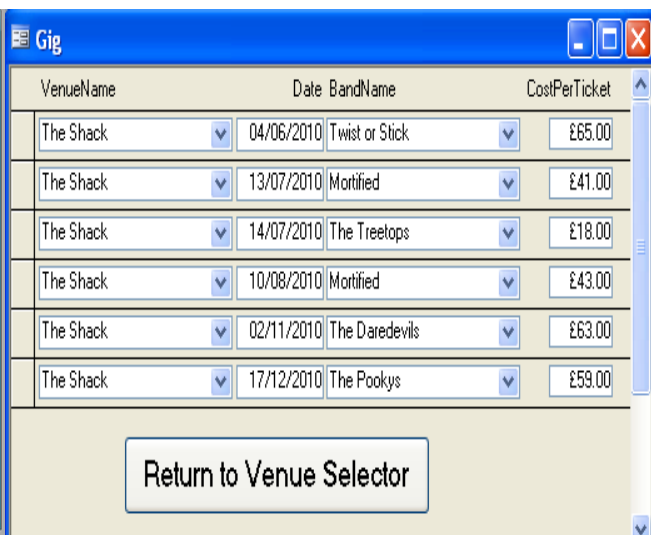 Gig
VenueName Date BandName CostPerTicket
The Shack 04/06/2010 Twist or Stick £65.00
The Shack 13/07/2010 Mortified £41.00
The Shack 14/07/2010 The Treetops £18.00
The Shack 10/08/2010 Mortified £43.00
The Shack 02/11/2010 The Daredevils £63.00
The Shack 17/12/2010 The Pookys £59.00
Return to Venue Selector